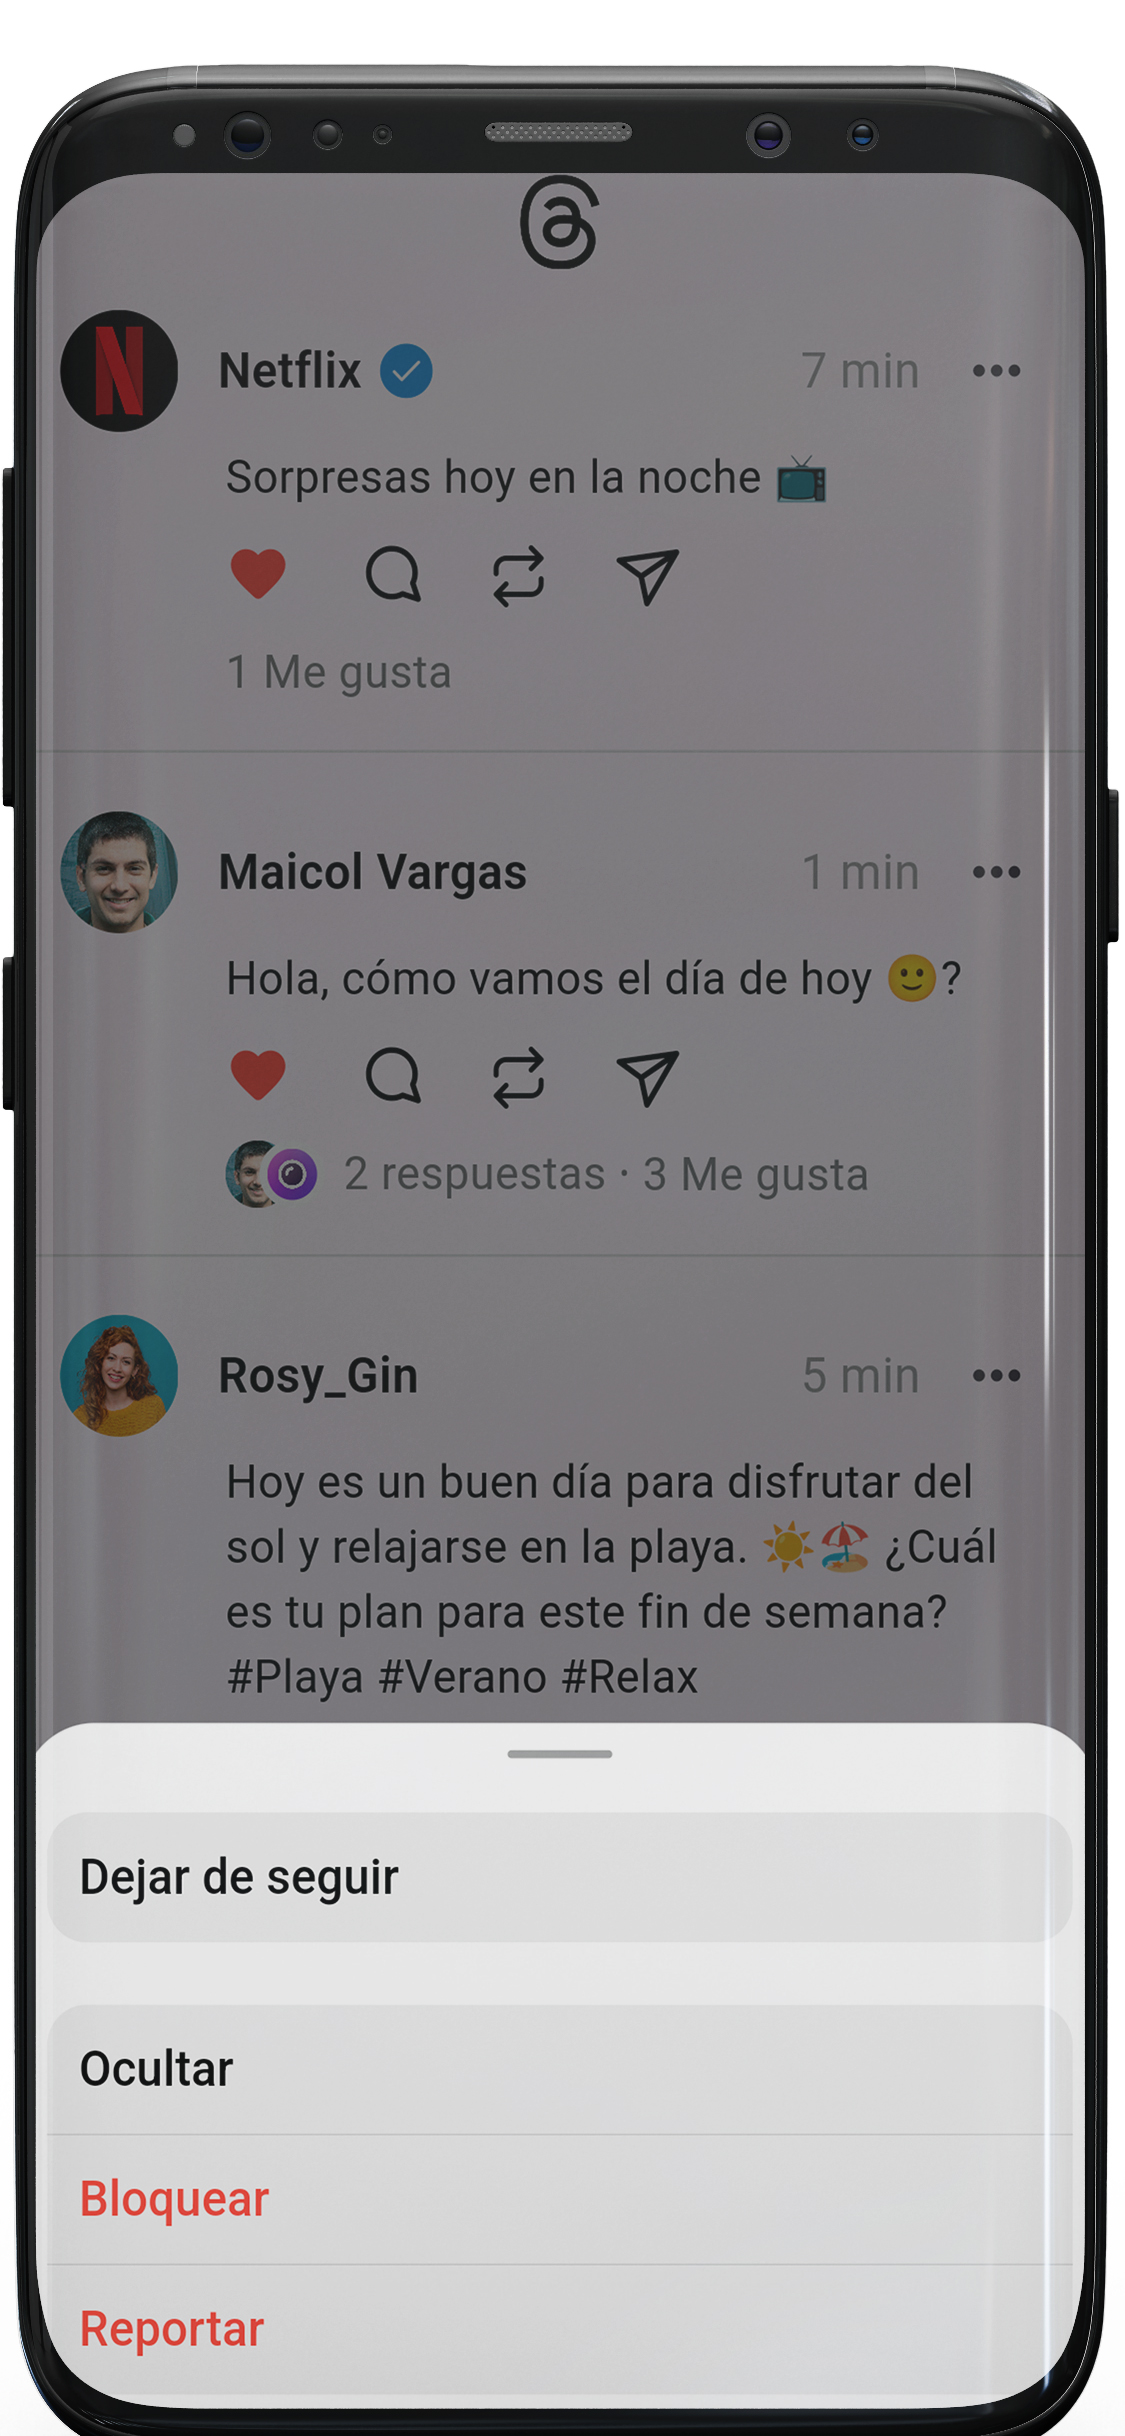 Netflix 7 min
Sorpresas hoy en la noche 📺
1 Me gusta
Maicol Vargas 1 min
Hola, cómo vamos el día de hoy 🙂?
2 respuestas · 3 Me gusta
Rosy_Gin 5 min
Hoy es un buen día para disfrutar del
sol y relajarse en la playa. ☀️🏖️ ¿Cuál
es tu plan para este fin de semana?
#Playa #Verano #Relax
Dejar de seguir
Ocultar
Bloquear
Reportar